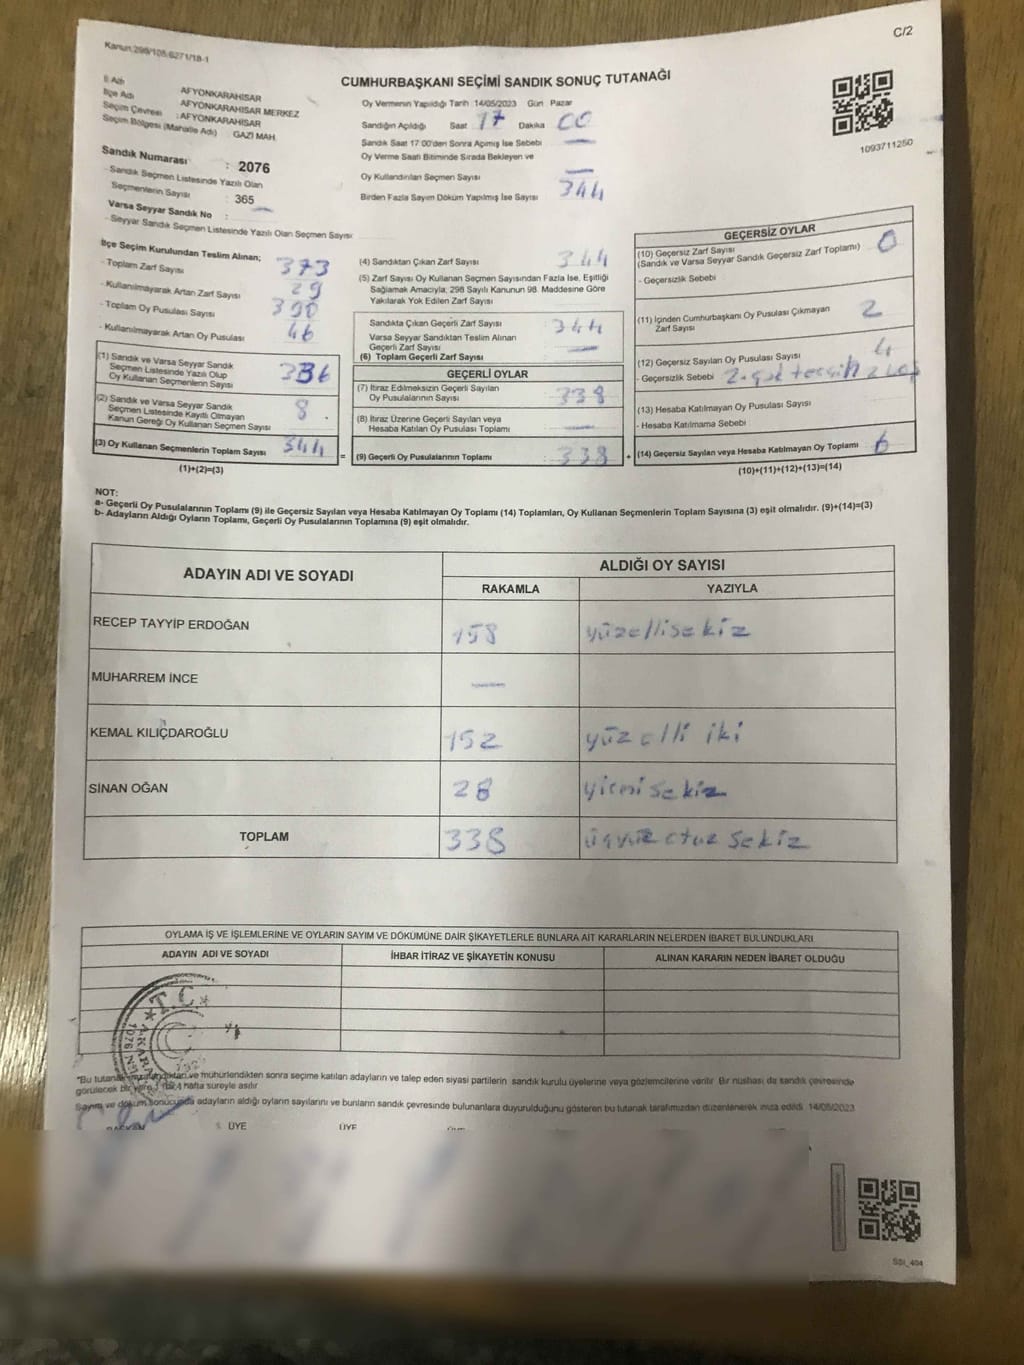 Kanun:298/105.6271/18-1
C/2
CUMHURBAŞKANI SEÇİMİ SANDIK SONUÇ TUTANAĞI
İl Adı AFYONKARAHİSAR
İlçe Adı AFYONKARAHİSAR MERKEZ
Seçim Çevresi : AFYONKARAHİSAR
Seçim Bölgesi (Mahalle Adı) GAZİ MAH.
Sandık Numarası : 2076
- Sandık Seçmen Listesinde Yazılı Olan
Seçmenlerin Sayısı : 365
Varsa Seyyar Sandık No :
- Seyyar Sandık Seçmen Listesinde Yazılı Olan Seçmen Sayısı:
Oy Vermenin Yapıldığı Tarih 14/05/2023 Gün Pazar
Sandığın Açıldığı Saat 17 Dakika 00
Sandık Saat 17:00'den Sonra Açılmış İse Sebebi
Oy Verme Saati Bitiminde Sırada Bekleyen ve
Oy Kullandırılan Seçmen Sayısı
Birden Fazla Sayım Döküm Yapılmış İse Sayısı 344
1093711250
İlçe Seçim Kurulundan Teslim Alınan;
- Toplam Zarf Sayısı 373
- Kullanılmayarak Artan Zarf Sayısı 29
- Toplam Oy Pusulası Sayısı 390
- Kullanılmayarak Artan Oy Pusulası 46
(1) Sandık ve Varsa Seyyar Sandık
Seçmen Listesinde Yazılı Olup
Oy Kullanan Seçmenlerin Sayısı 336
(2) Sandık ve Varsa Seyyar Sandık
Seçmen Listesinde Kayıtlı Olmayan
Kanun Gereği Oy Kullanan Seçmen Sayısı 8
(3) Oy Kullanan Seçmenlerin Toplam Sayısı 344
(1)+(2)=(3)
(4) Sandıktan Çıkan Zarf Sayısı : 344
(5) Zarf Sayısı Oy Kullanan Seçmen Sayısından Fazla İse, Eşitliği
Sağlamak Amacıyla; 298 Sayılı Kanunun 98. Maddesine Göre
Yakılarak Yok Edilen Zarf Sayısı
Sandıkta Çıkan Geçerli Zarf Sayısı : 344
Varsa Seyyar Sandıktan Teslim Alınan
Geçerli Zarf Sayısı
(6) Toplam Geçerli Zarf Sayısı
GEÇERLİ OYLAR
(7) İtiraz Edilmeksizin Geçerli Sayılan
Oy Pusulalarının Sayısı : 338
(8) İtiraz Üzerine Geçerli Sayılan veya
Hesaba Katılan Oy Pusulası Toplamı
= (9) Geçerli Oy Pusulalarının Toplamı : 338 +
GEÇERSİZ OYLAR
(10) Geçersiz Zarf Sayısı
(Sandık ve Varsa Seyyar Sandık Geçersiz Zarf Toplamı) : 0
- Geçersizlik Sebebi
(11) İçinden Cumhurbaşkanı Oy Pusulası Çıkmayan
Zarf Sayısı 2
(12) Geçersiz Sayılan Oy Pusulası Sayısı 4
- Geçersizlik Sebebi 2
(13) Hesaba Katılmayan Oy Pusulası Sayısı
- Hesaba Katılmama Sebebi
(14) Geçersiz Sayılan veya Hesaba Katılmayan Oy Toplamı 6
(10)+(11)+(12)+(13)=(14)
NOT:
a- Geçerli Oy Pusulalarının Toplamı (9) ile Geçersiz Sayılan veya Hesaba Katılmayan Oy Toplamı (14) Toplamları, Oy Kullanan Seçmenlerin Toplam Sayısına (3) eşit olmalıdır. (9)+(14)=(3)
b- Adayların Aldığı Oyların Toplamı, Geçerli Oy Pusulalarının Toplamına (9) eşit olmalıdır.
ADAYIN ADI VE SOYADI ALDIĞI OY SAYISI
RAKAMLA YAZIYLA
RECEP TAYYİP ERDOĞAN 158 yüzellisekiz
MUHARREM İNCE
KEMAL KILIÇDAROĞLU 152 yüzelli iki
SİNAN OĞAN 28 yirmisekiz
TOPLAM 338 üçyüz otuz sekiz
OYLAMA İŞ VE İŞLEMLERİNE VE OYLARIN SAYIM VE DÖKÜMÜNE DAİR ŞİKAYETLERLE BUNLARA AİT KARARLARIN NELERDEN İBARET BULUNDUKLARI
ADAYIN ADI VE SOYADI İHBAR İTİRAZ VE ŞİKAYETİN KONUSU ALINAN KARARIN NEDEN İBARET OLDUĞU
T.C.
"Bu tutanak imzalandıktan ve mühürlendikten sonra seçime katılan adayların ve talep eden siyasi partilerin sandık kurulu üyelerine veya gözlemcilerine verilir. Bir nüshası da sandık çevresinde
görülecek bir yere 1 hafta süreyle asılır
Sayım ve döküm sonucunda adayların aldığı oyların sayılarını ve bunların sandık çevresinde bulunanlara duyurulduğunu gösteren bu tutanak tarafımızdan düzenlenerek imza edildi. 14/05/2023
BAŞKAN ÜYE ÜYE
SSI_404